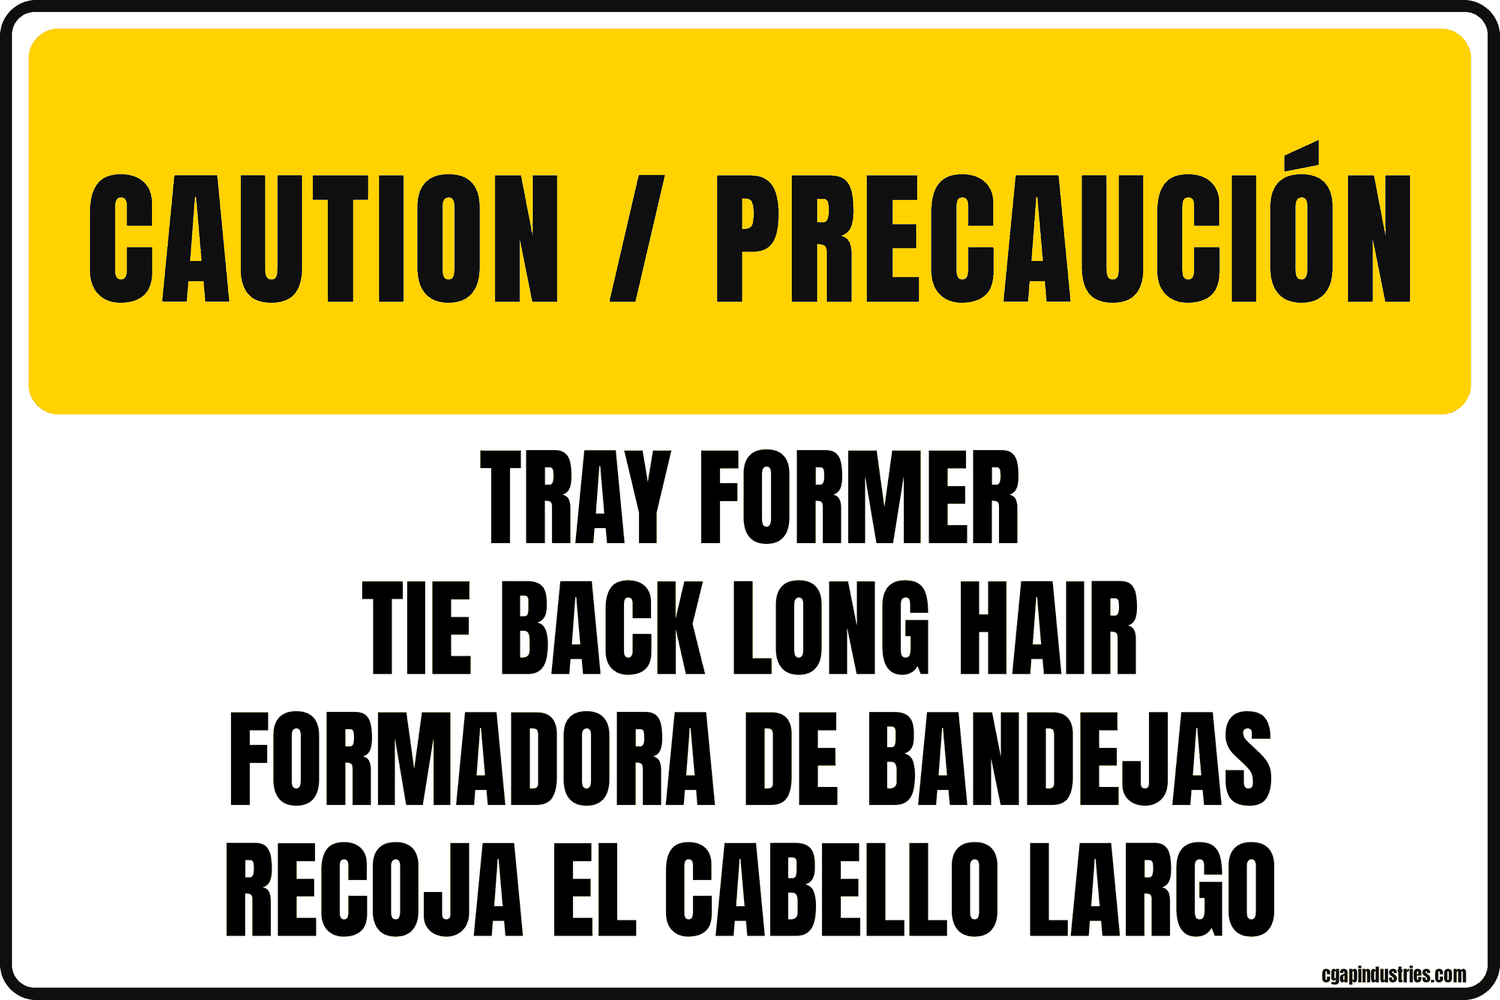 CAUTION / PRECAUCIÓN
TRAY FORMER
TIE BACK LONG HAIR
FORMADORA DE BANDEJAS
RECOJA EL CABELLO LARGO
cgapindustries.com